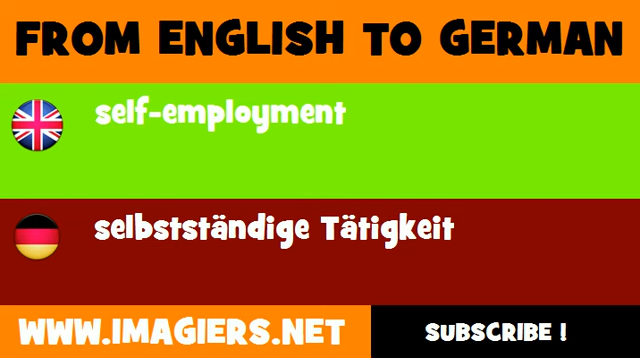 FROM ENGLISH TO GERMAN
self-employment
selbstständige Tätigkeit
WWW.IMAGIERS.NET
SUBSCRIBE !